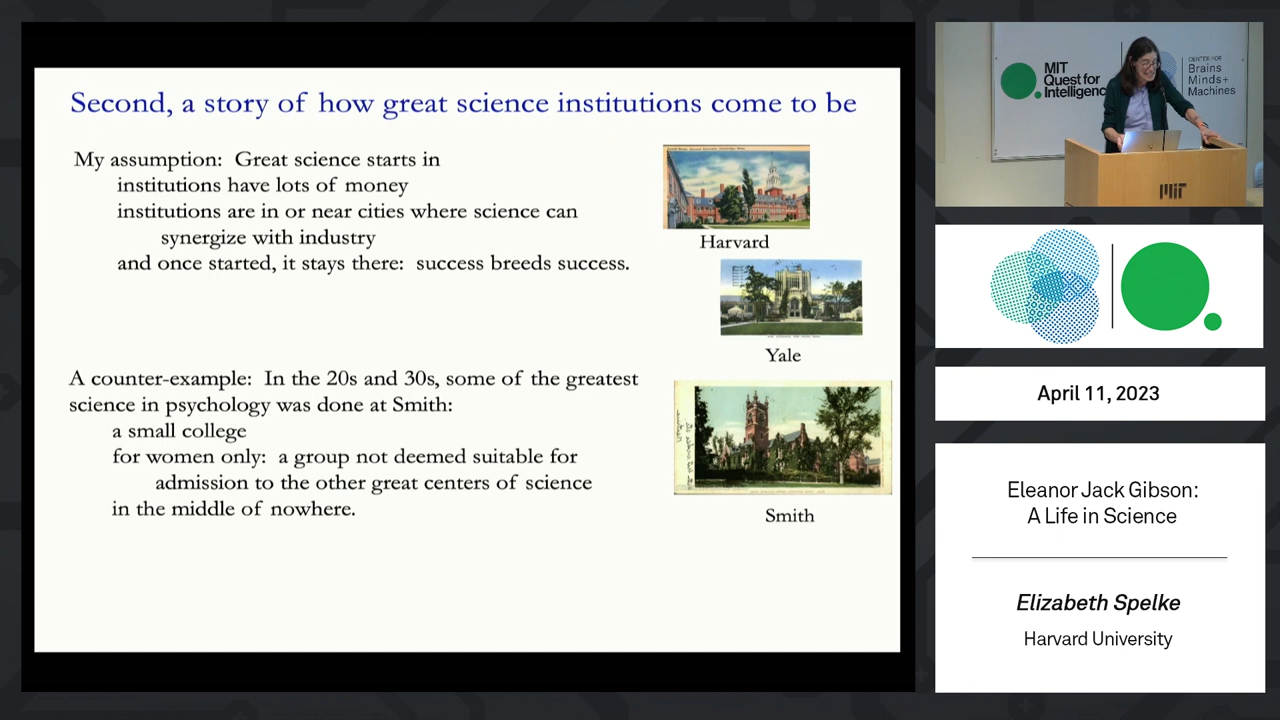 Second, a story of how great science institutions come to be
My assumption: Great science starts in
institutions have lots of money
institutions are in or near cities where science can
synergize with industry
and once started, it stays there: success breeds success.
Harvard
Yale
A counter-example: In the 20s and 30s, some of the greatest
science in psychology was done at Smith:
a small college
for women only: a group not deemed suitable for
admission to the other great centers of science
in the middle of nowhere.
Smith
MIT
Quest for
Intelligenc
CENTER FOR
Brains
Minds+
Machines
MIT
April 11, 2023
Eleanor Jack Gibson:
A Life in Science
Elizabeth Spelke
Harvard University